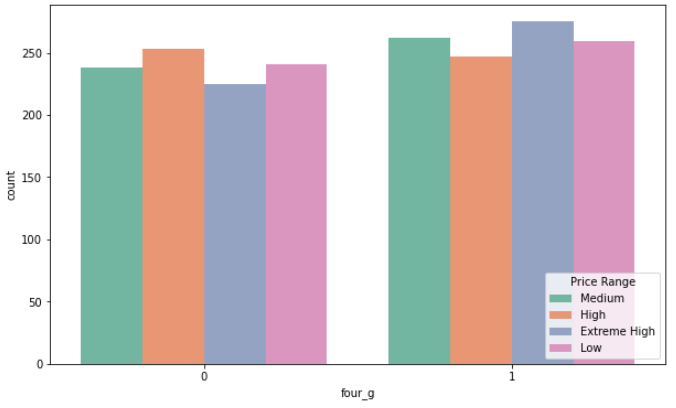 250
200
150
100
50
0
count
0
1
four_g
Price Range
Medium
High
Extreme High
Low